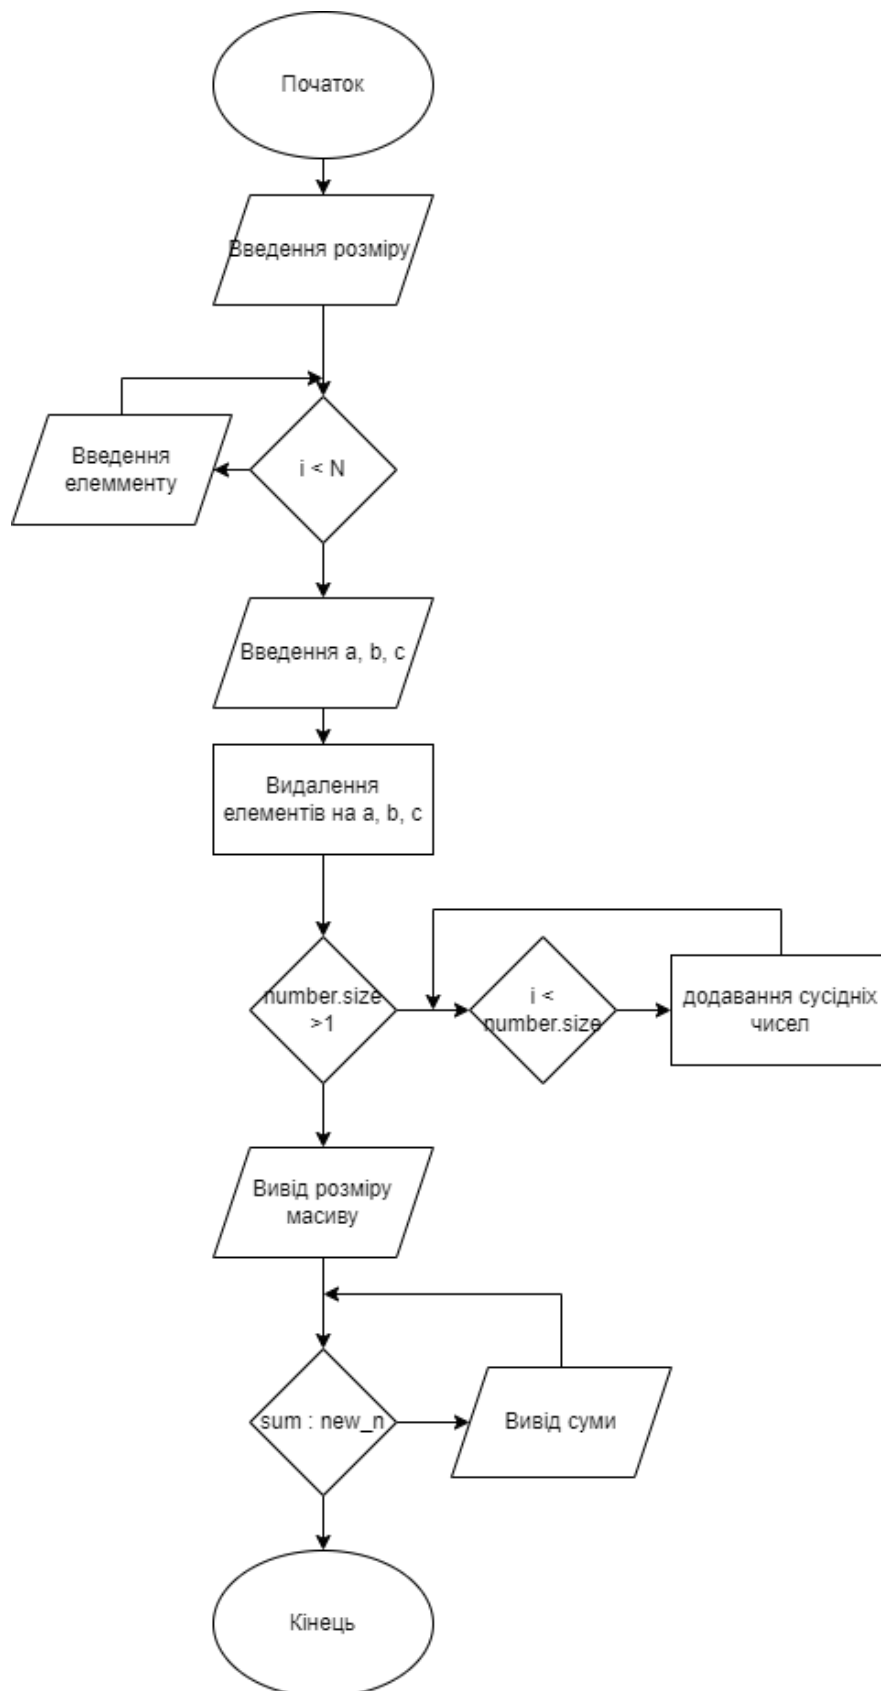 Початок
Введення розміру
i < N
Введення
елемменту
Введення a, b, c
Видалення
елементів на a, b, c
number.size
>1
i <
number.size
додавання сусідніх
чисел
Вивід розміру
масиву
sum : new_n
Вивід суми
Кінець